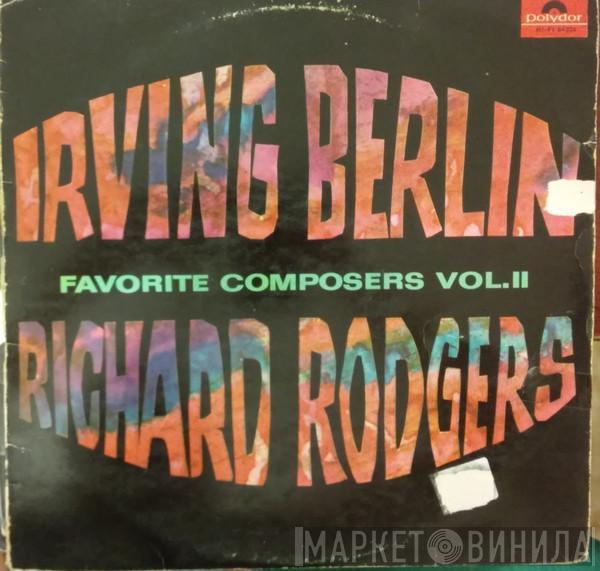 polydor
IRVING BERLIN
FAVORITE COMPOSERS VOL.II
RICHARD RODGERS
МАРКЕТ ВИНИЛА